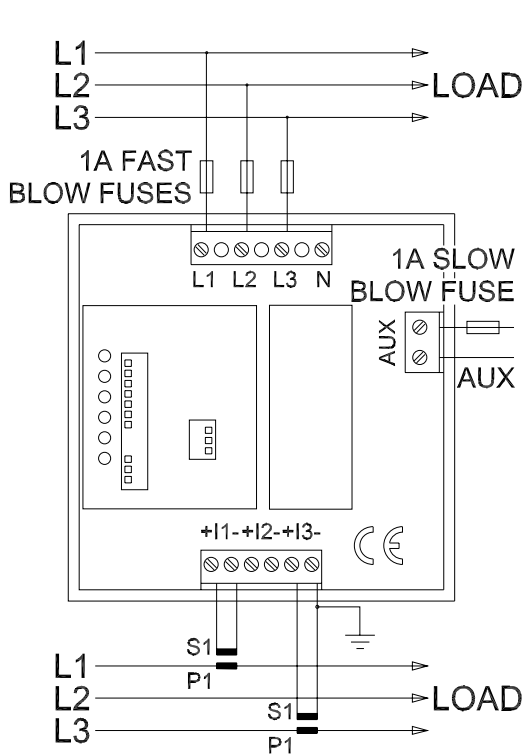 L1
L2
LOAD
L3
1A FAST
BLOW FUSES
L1 L2 L3 N
1A SLOW
BLOW FUSE
AUX
AUX
+I1-+I2-+I3-
CE
S1
L1
P1
L2
LOAD
S1
L3
P1